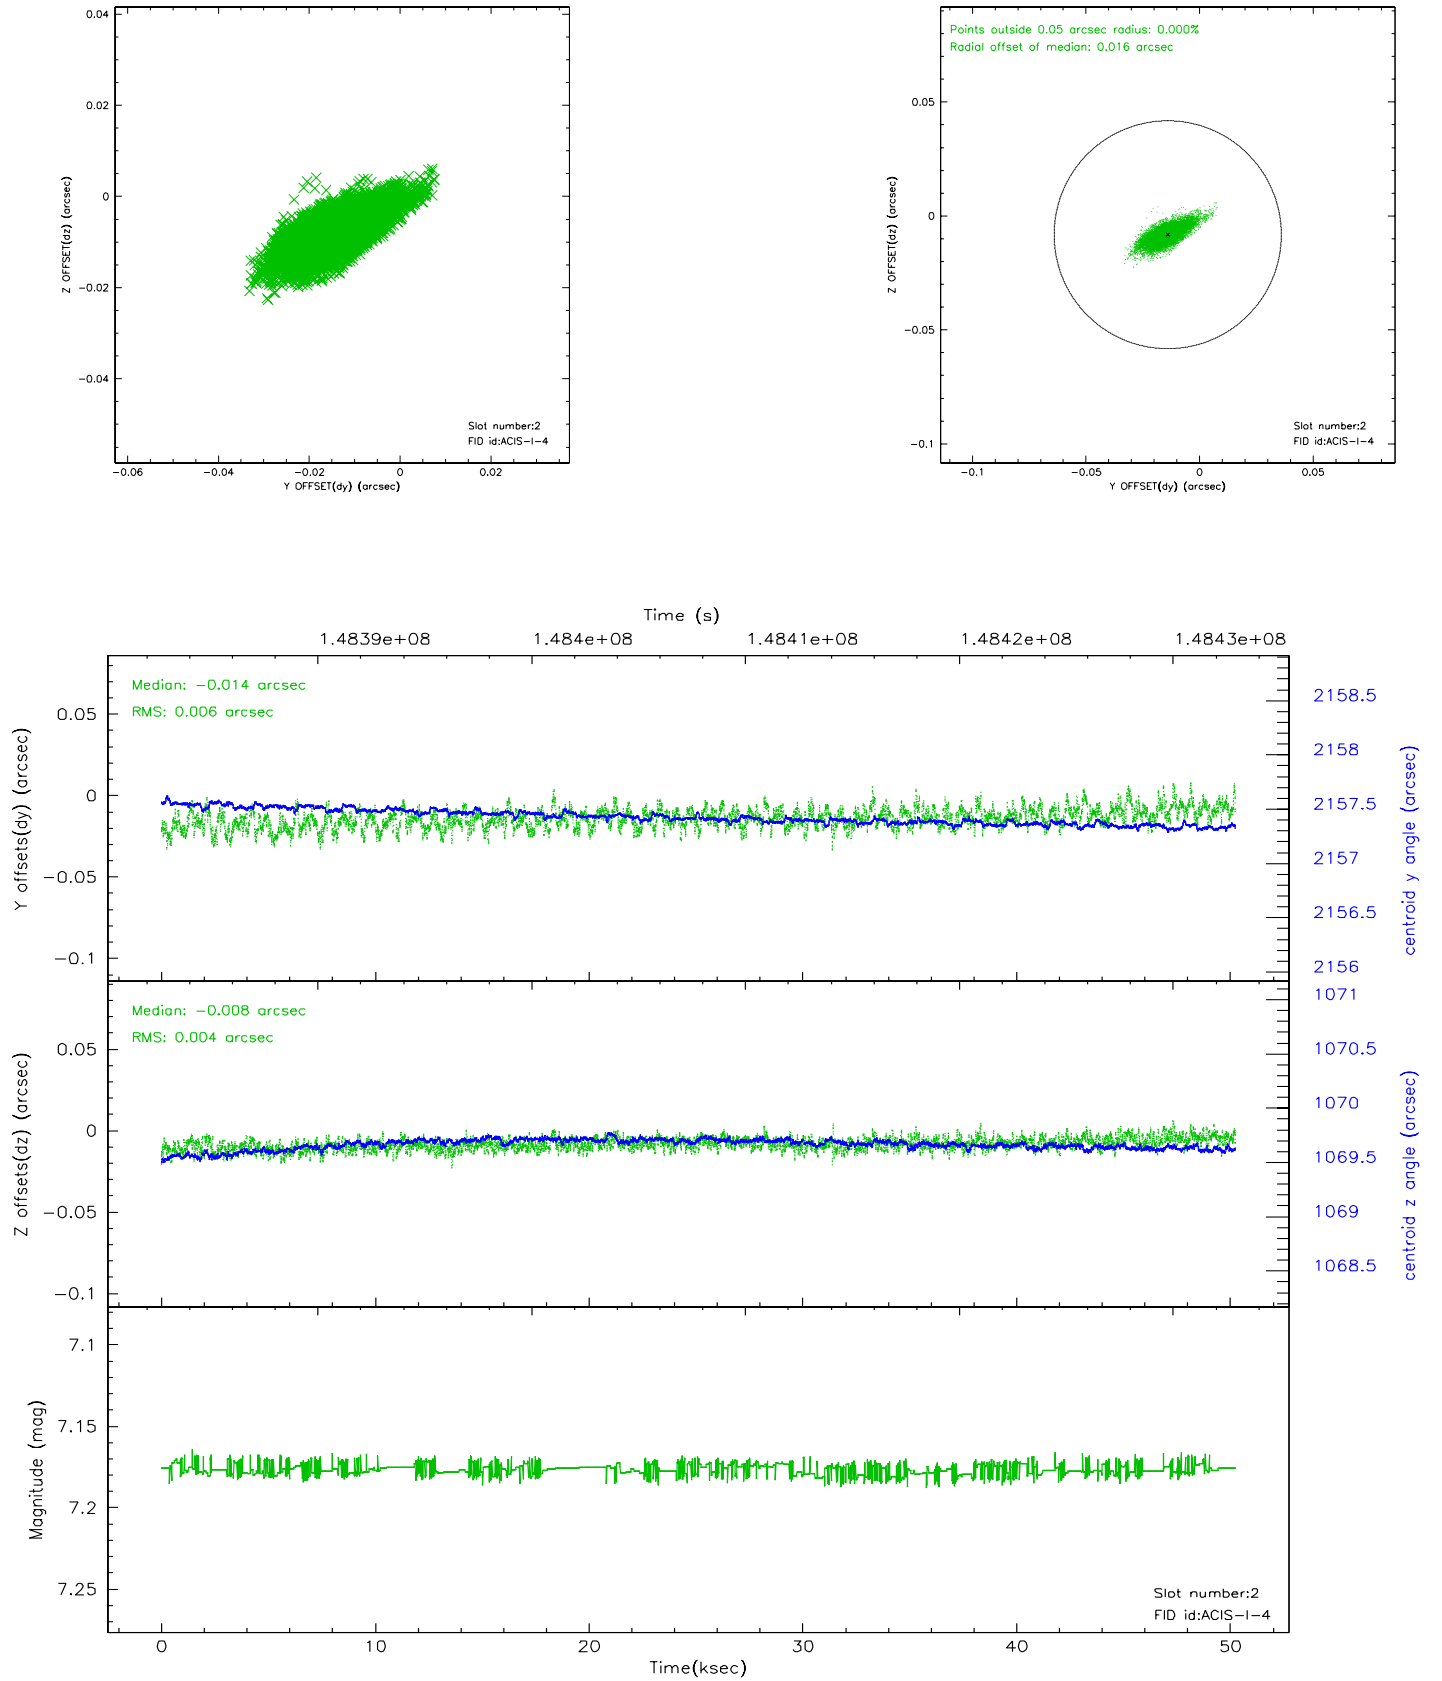 0.04
0.02
0
−0.02
−0.04
Z OFFSET(dz) (arcsec)
Slot number:2
FID id:ACIS−I−4
−0.06
−0.04
−0.02
0
0.02
Y OFFSET(dy) (arcsec)
Points outside 0.05 arcsec radius: 0.000%
Radial offset of median: 0.016 arcsec
0.05
0
−0.05
−0.1
Z OFFSET(dz) (arcsec)
Slot number:2
FID id:ACIS−I−4
−0.1
−0.05
0
0.05
Y OFFSET(dy) (arcsec)
Time (s)
1.4839e+08
1.484e+08
1.4841e+08
1.4842e+08
1.4843e+08
Median: −0.014 arcsec
RMS: 0.006 arcsec
0.05
0
−0.05
−0.1
Y offsets(dy) (arcsec)
2158.5
2158
2157.5
2157
2156.5
2156
centroid y angle (arcsec)
Median: −0.008 arcsec
RMS: 0.004 arcsec
0.05
0
−0.05
−0.1
Z offsets(dz) (arcsec)
1071
1070.5
1070
1069.5
1069
1068.5
centroid z angle (arcsec)
7.1
7.15
7.2
7.25
Magnitude (mag)
Slot number:2
FID id:ACIS−I−4
0
10
20
30
40
50
Time(ksec)